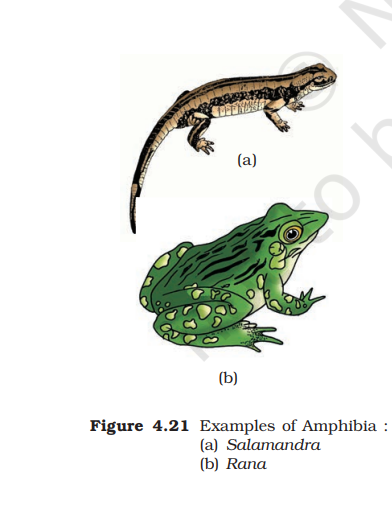 (a)
(b)
Figure 4.21 Examples of Amphibia :
(a) Salamandra
(b) Rana